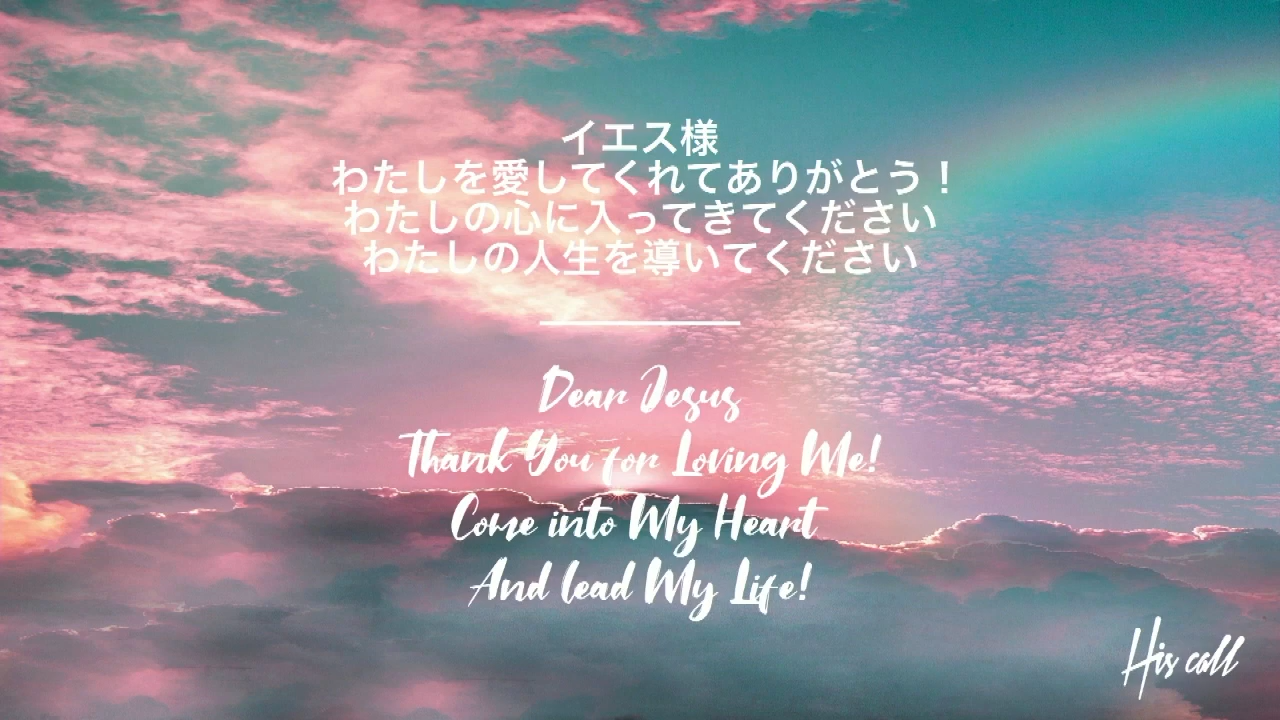 イエス様
わたしを愛してくれてありがとう！
わたしの心に入ってきてください
わたしの人生を導いてください
Dear Jesus
Thank You for Loving Me!
Come into My Heart
And lead My Life!
His call